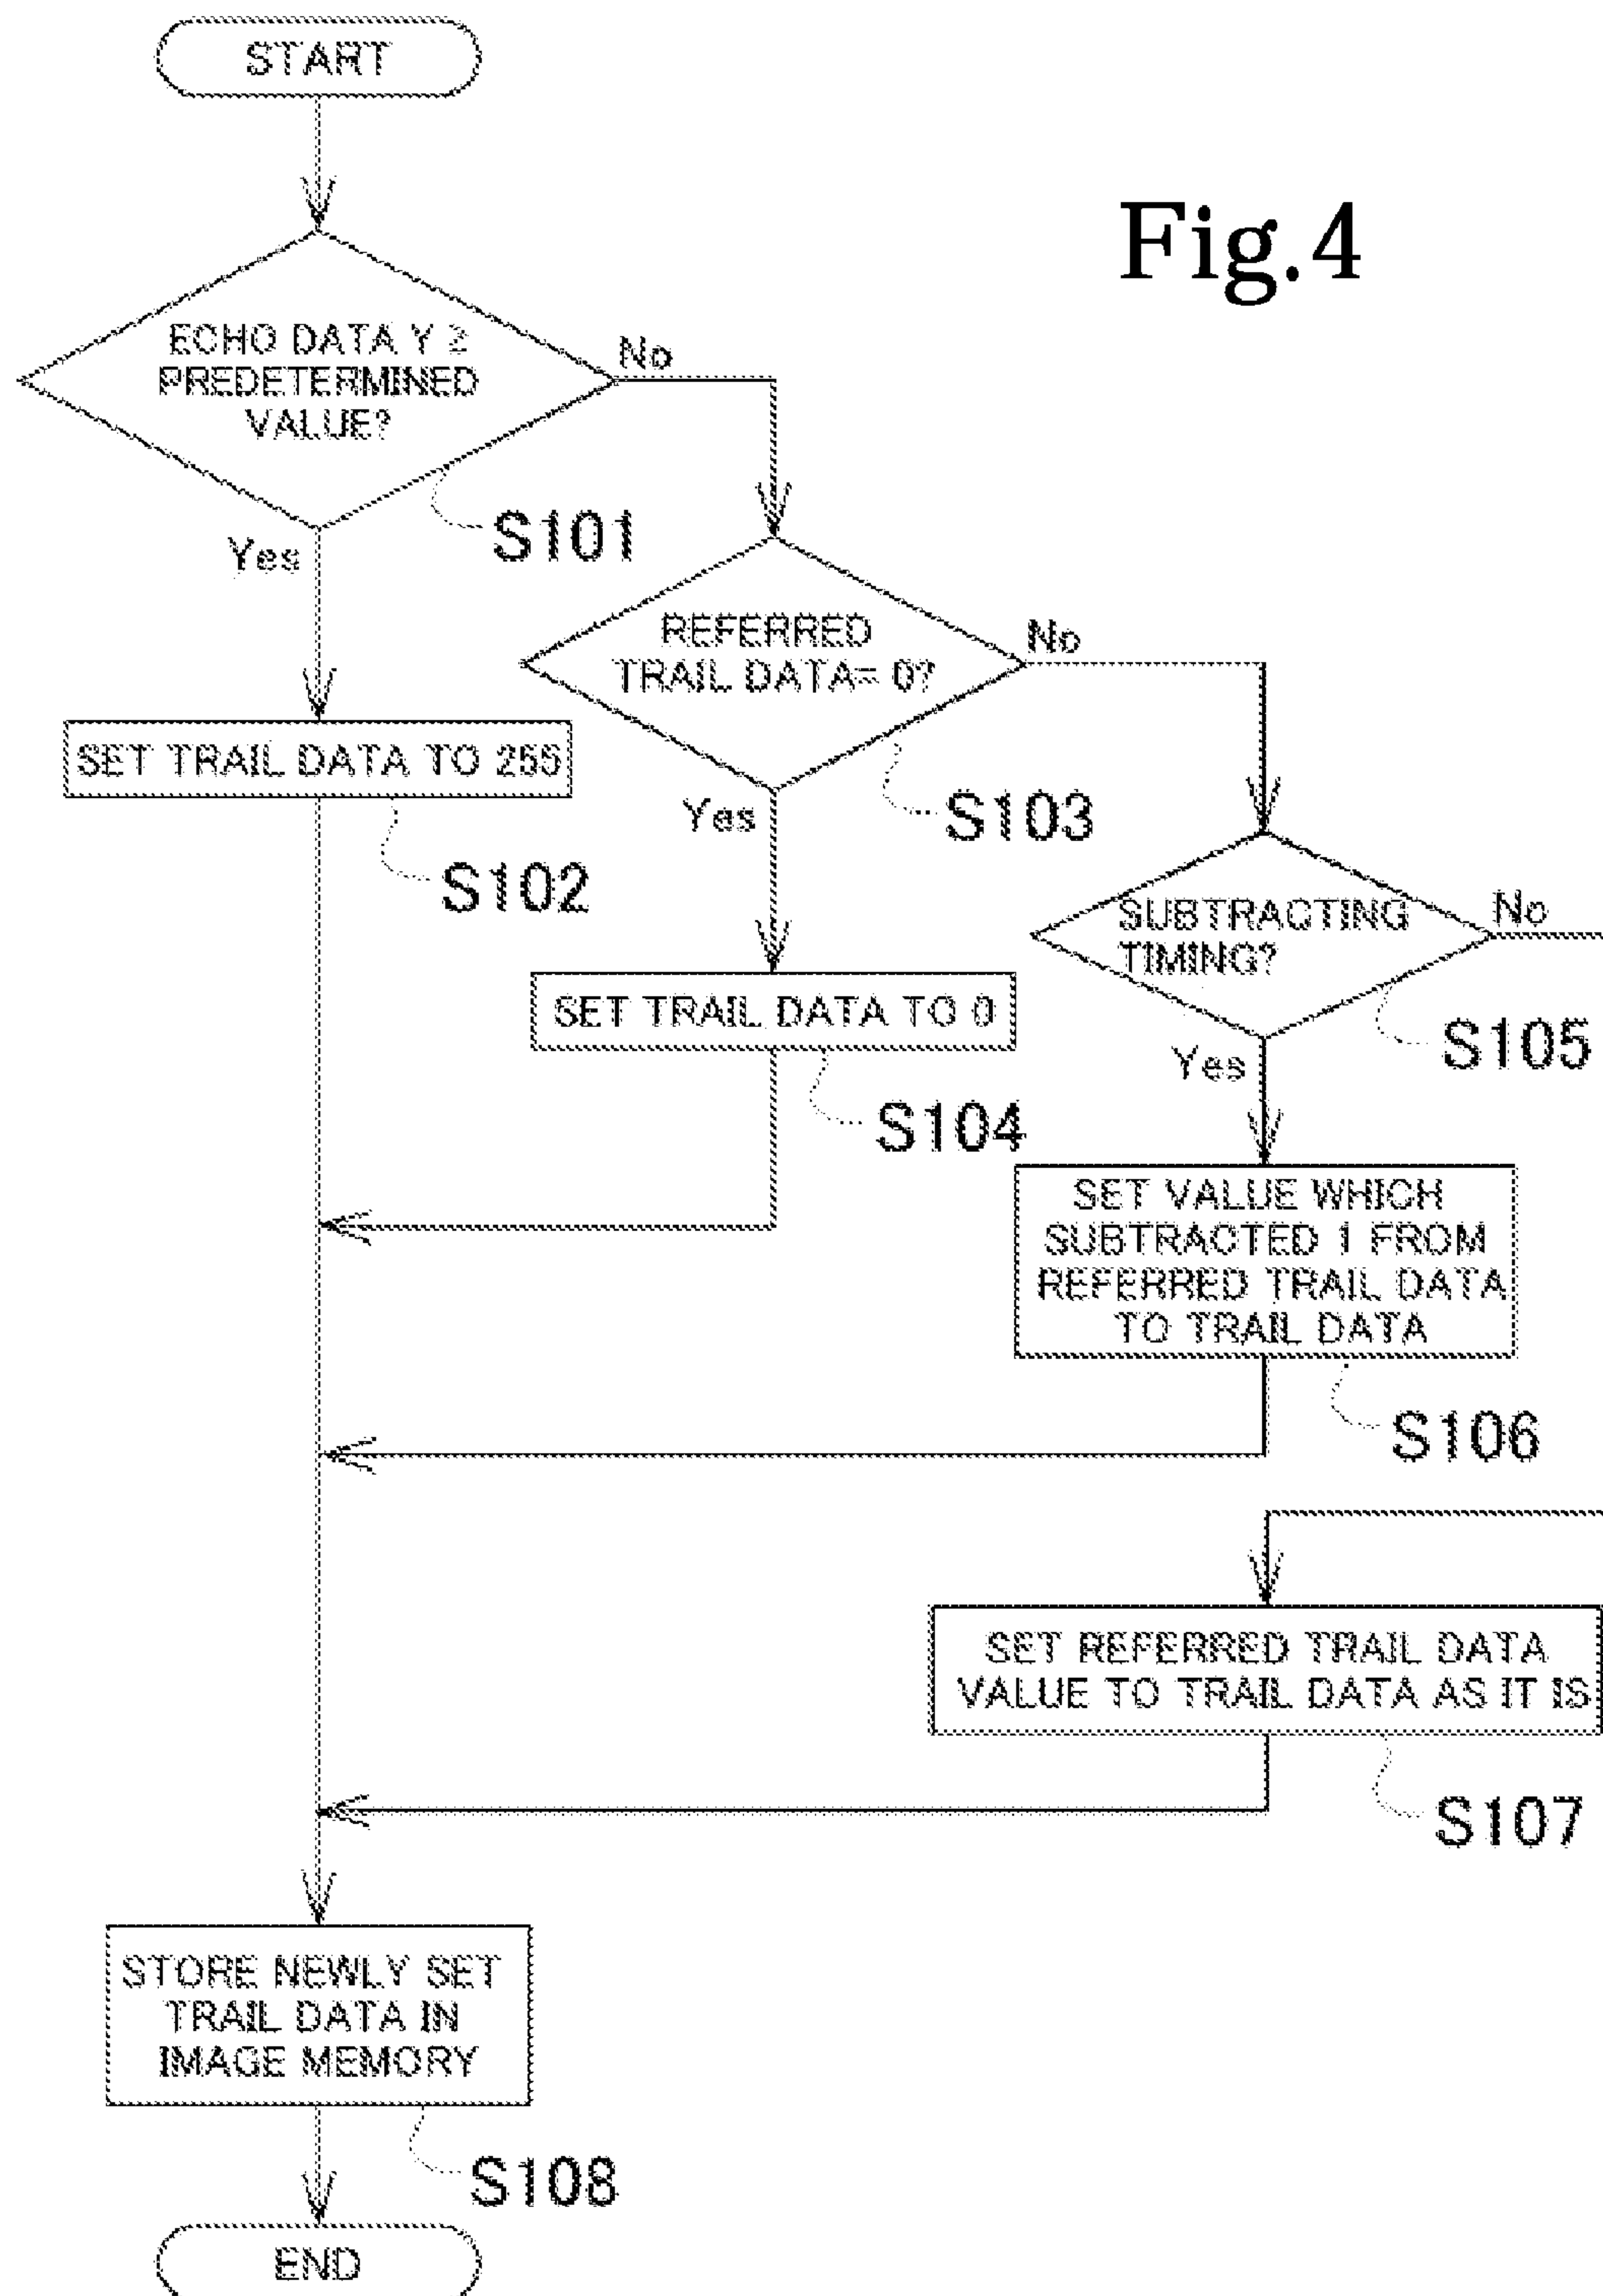 START
Fig.4
ECHO DATA Y ≥
PREDETERMINED
VALUE?
No
S101
Yes
REFERRED
TRAIL DATA= 0?
No
SET TRAIL DATA TO 255
S103
Yes
S102
SUBTRACTING
TIMING?
No
SET TRAIL DATA TO 0
S105
Yes
S104
SET VALUE WHICH
SUBTRACTED 1 FROM
REFERRED TRAIL DATA
TO TRAIL DATA
S106
SET REFERRED TRAIL DATA
VALUE TO TRAIL DATA AS IT IS
S107
STORE NEWLY SET
TRAIL DATA IN
IMAGE MEMORY
S108
END